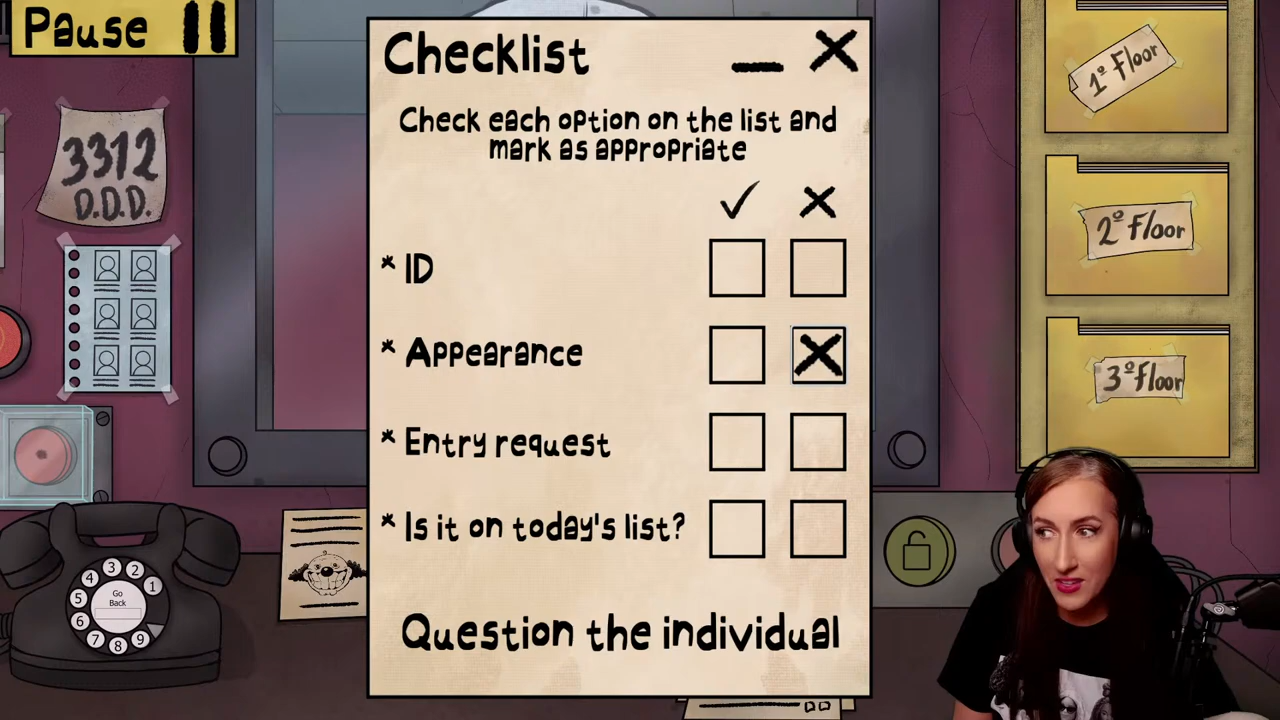 Pause
Checklist
Check each option on the list and
mark as appropriate
* ID
* Appearance
* Entry request
* Is it on today's list?
Question the individual
3312
D.D.D.
1º Floor
2º Floor
3º Floor
1
2
3
4
5
6
7
8
9
Go
Back